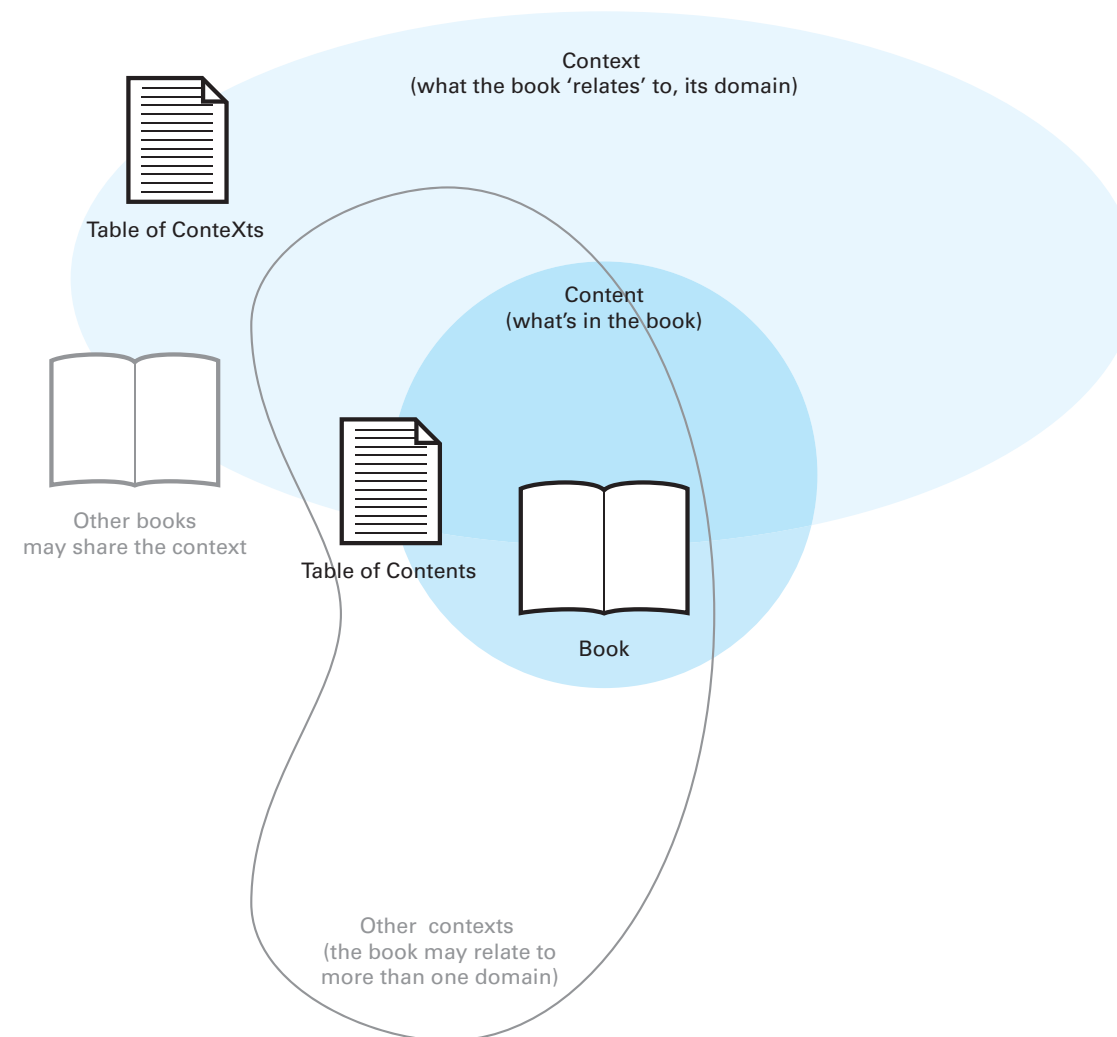 Context
(what the book ‘relates’ to, its domain)
Table of ConteXts
Content
(what's in the book)
Other books
may share the context
Table of Contents
Book
Other contexts
(the book may relate to
more than one domain)